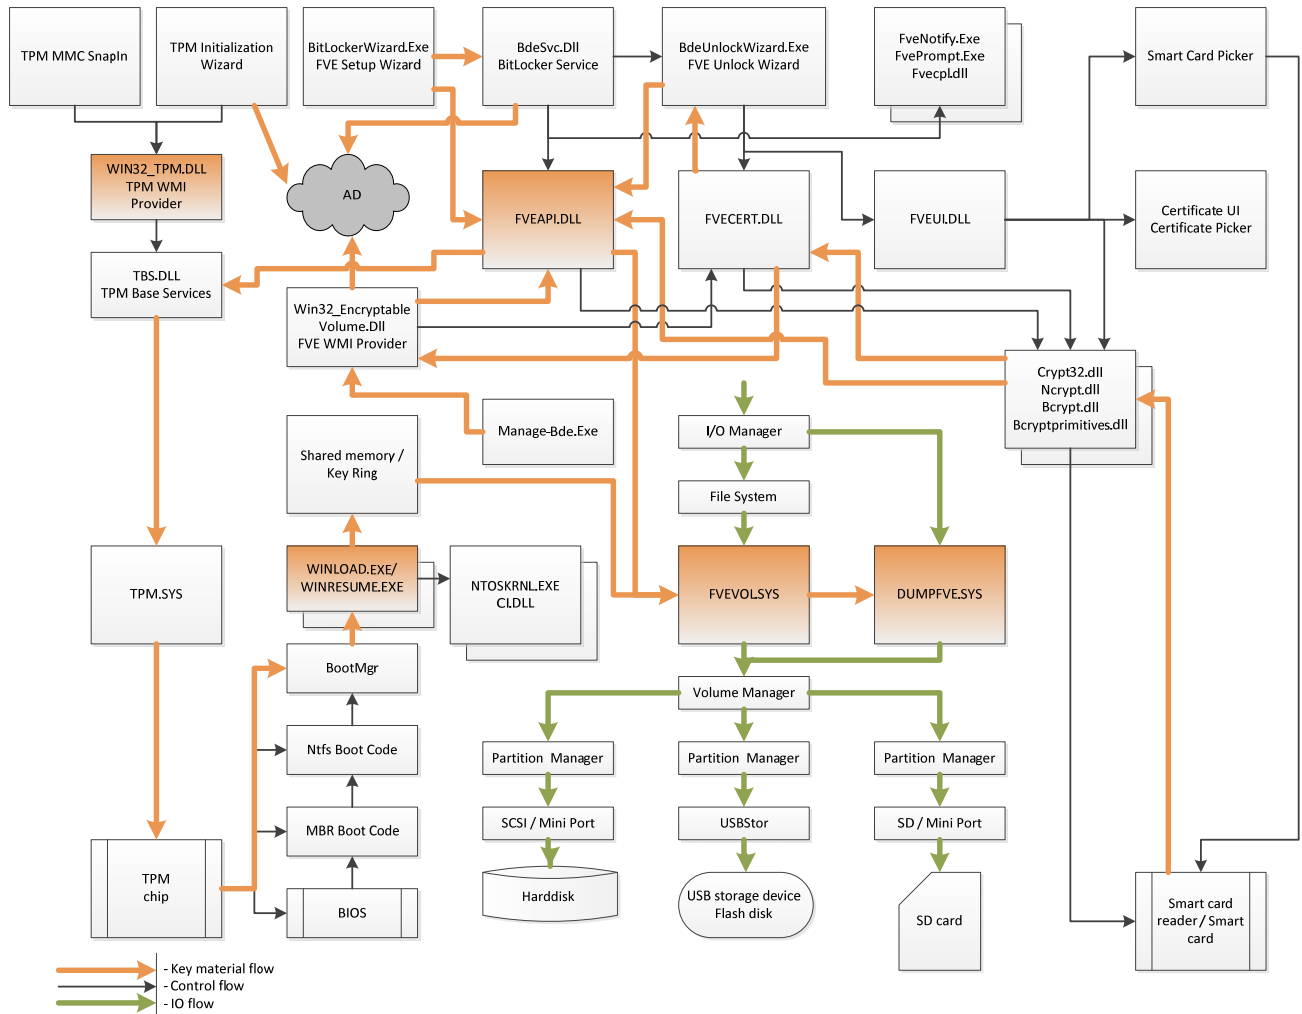 TPM MMC SnapIn
TPM Initialization
Wizard
BitLockerWizard.Exe
FVE Setup Wizard
BdeSvc.Dll
BitLocker Service
BdeUnlockWizard.Exe
FVE Unlock Wizard
FveNotify.Exe
FvePrompt.Exe
Fvecpl.dll
Smart Card Picker
WIN32_TPM.DLL
TPM WMI
Provider
AD
FVEAPI.DLL
FVECERT.DLL
FVEUI.DLL
Certificate UI
Certificate Picker
TBS.DLL
TPM Base Services
Win32_Encryptable
Volume.Dll
FVE WMI Provider
Crypt32.dll
Ncrypt.dll
Bcrypt.dll
Bcryptprimitives.dll
Manage-Bde.Exe
I/O Manager
Shared memory /
Key Ring
File System
TPM.SYS
WINLOAD.EXE/
WINRESUME.EXE
NTOSKRNL.EXE
CI.DLL
FVEVOL.SYS
DUMPFVE.SYS
BootMgr
Volume Manager
Ntfs Boot Code
Partition Manager
Partition Manager
Partition Manager
MBR Boot Code
SCSI / Mini Port
USBStor
SD / Mini Port
TPM
chip
BIOS
Harddisk
USB storage device
Flash disk
SD card
Smart card
reader / Smart
card
- Key material flow
- Control flow
- IO flow